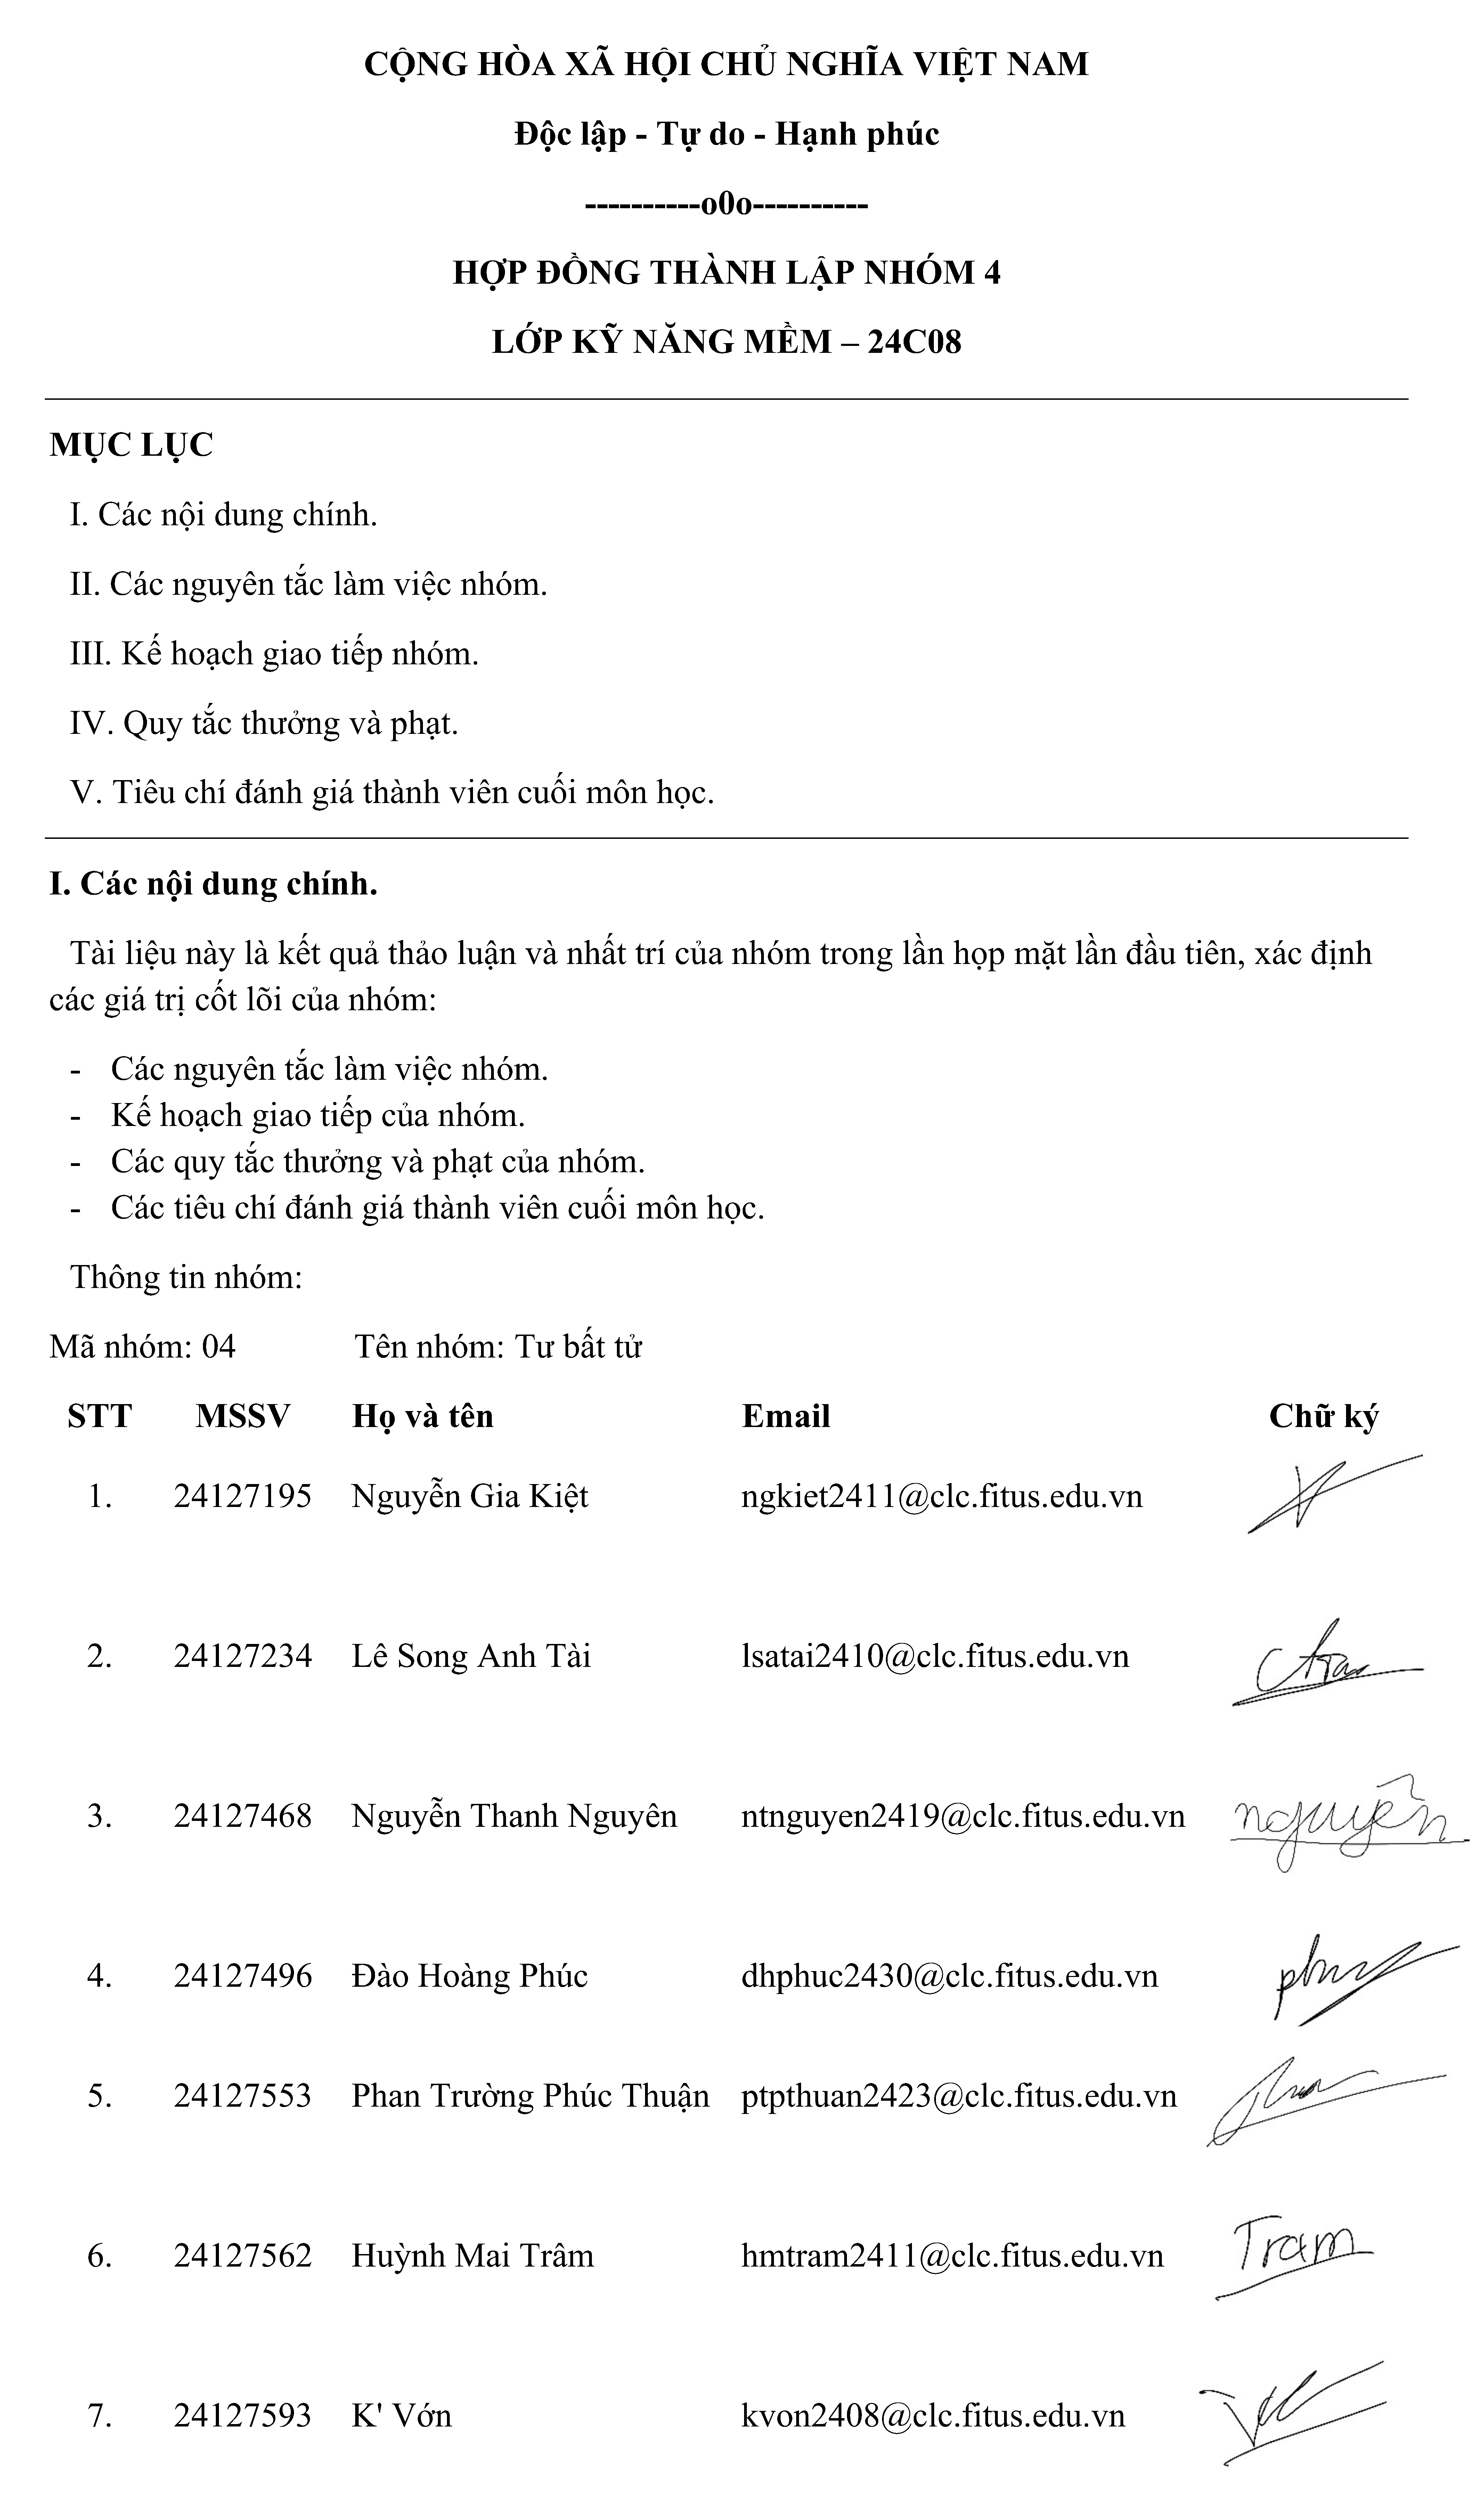 CỘNG HÒA XÃ HỘI CHỦ NGHĨA VIỆT NAM
Độc lập - Tự do - Hạnh phúc
----------o0o----------
HỢP ĐỒNG THÀNH LẬP NHÓM 4
LỚP KỸ NĂNG MỀM – 24C08
MỤC LỤC
I. Các nội dung chính.
II. Các nguyên tắc làm việc nhóm.
III. Kế hoạch giao tiếp nhóm.
IV. Quy tắc thưởng và phạt.
V. Tiêu chí đánh giá thành viên cuối môn học.
I. Các nội dung chính.
Tài liệu này là kết quả thảo luận và nhất trí của nhóm trong lần họp mặt lần đầu tiên, xác định
các giá trị cốt lõi của nhóm:
- Các nguyên tắc làm việc nhóm.
- Kế hoạch giao tiếp của nhóm.
- Các quy tắc thưởng và phạt của nhóm.
- Các tiêu chí đánh giá thành viên cuối môn học.
Thông tin nhóm:
Mã nhóm: 04 Tên nhóm: Tư bất tử
STT MSSV Họ và tên Email Chữ ký
1. 24127195 Nguyễn Gia Kiệt ngkiet2411@clc.fitus.edu.vn
2. 24127234 Lê Song Anh Tài lsatai2410@clc.fitus.edu.vn
3. 24127468 Nguyễn Thanh Nguyên ntnguyen2419@clc.fitus.edu.vn nguyên
4. 24127496 Đào Hoàng Phúc dhphuc2430@clc.fitus.edu.vn
5. 24127553 Phan Trường Phúc Thuận ptpthuan2423@clc.fitus.edu.vn
6. 24127562 Huỳnh Mai Trâm hmtram2411@clc.fitus.edu.vn Tram
7. 24127593 K' Vớn kvon2408@clc.fitus.edu.vn